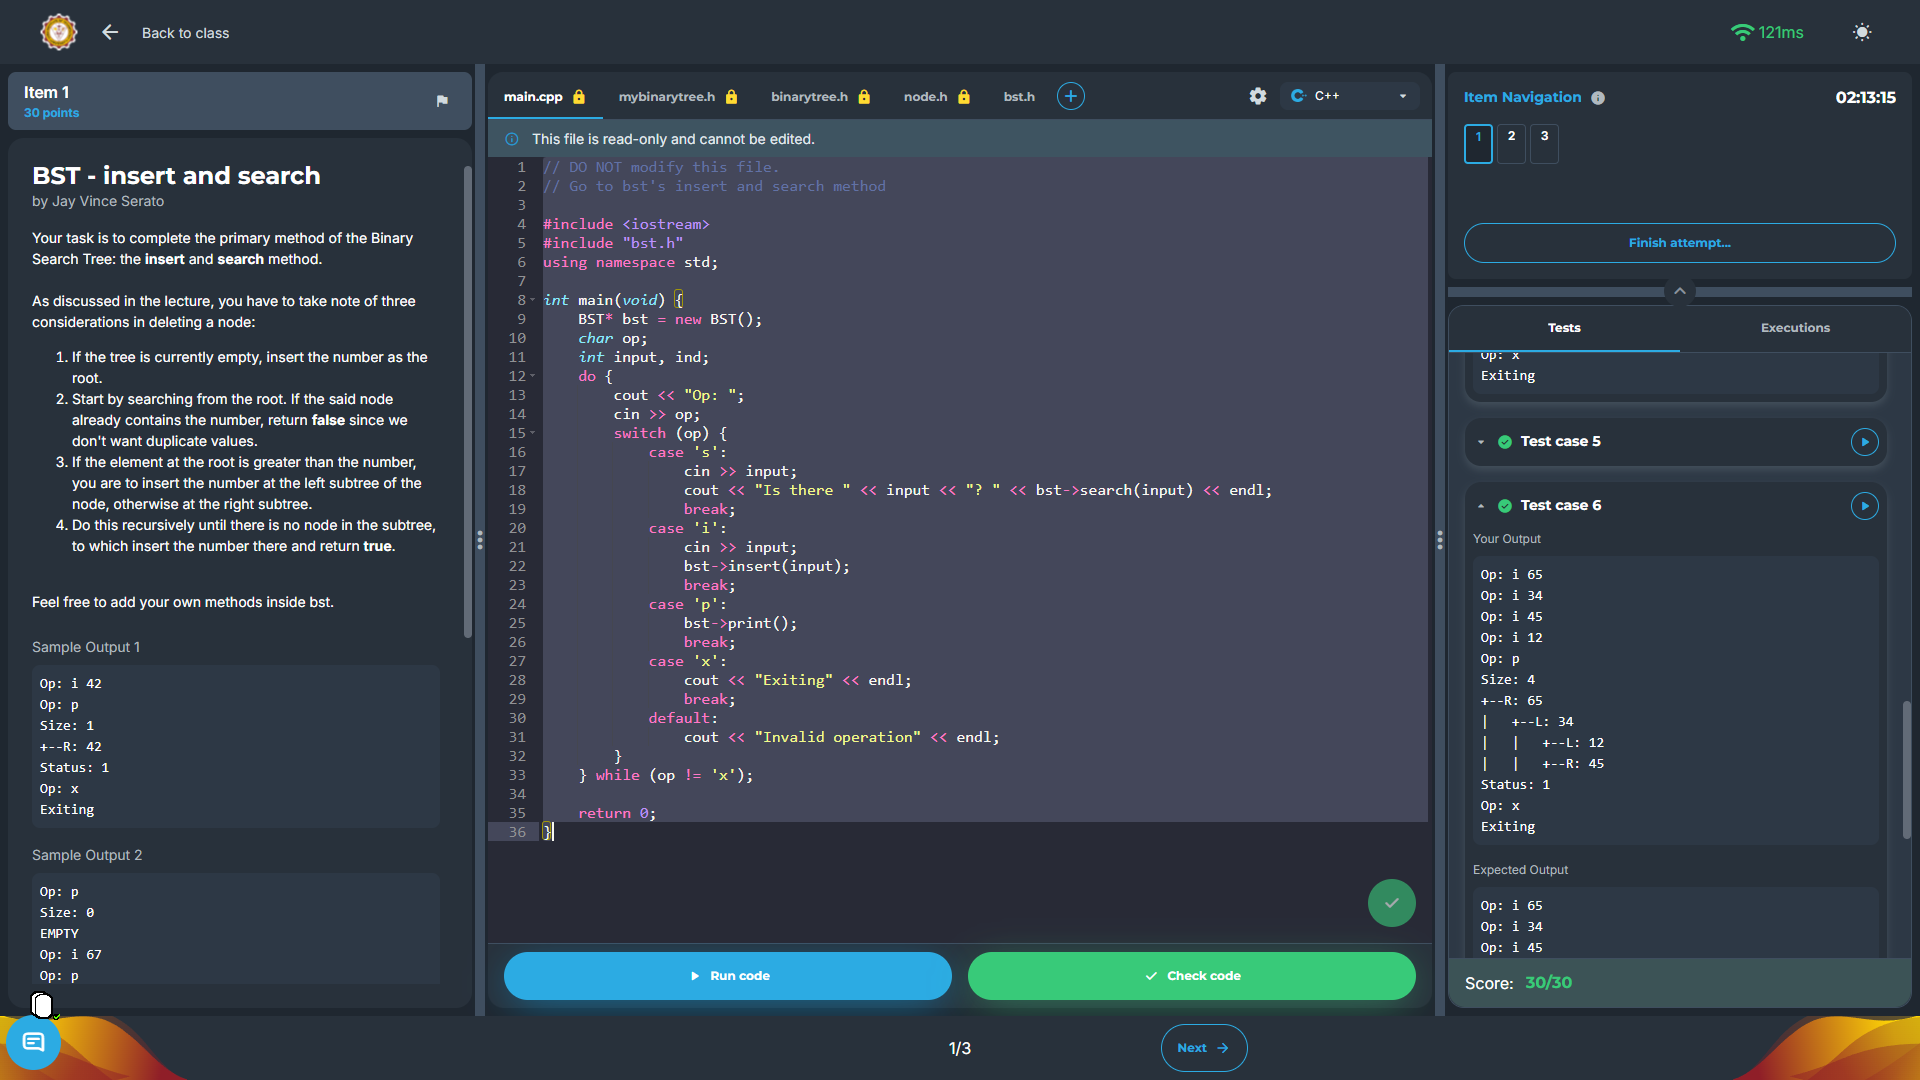 Back to class
121ms
Item 1
30 points
BST - insert and search
by Jay Vince Serato
Your task is to complete the primary method of the Binary
Search Tree: the insert and search method.
As discussed in the lecture, you have to take note of three
considerations in deleting a node:
1. If the tree is currently empty, insert the number as the
root.
2. Start by searching from the root. If the said node
already contains the number, return false since we
don't want duplicate values.
3. If the element at the root is greater than the number,
you are to insert the number at the left subtree of the
node, otherwise at the right subtree.
4. Do this recursively until there is no node in the subtree,
to which insert the number there and return true.
Feel free to add your own methods inside bst.
Sample Output 1
Op: i 42
Op: p
Size: 1
+--R: 42
Status: 1
Op: x
Exiting
Sample Output 2
Op: p
Size: 0
EMPTY
Op: i 67
Op: p
main.cpp
mybinarytree.h
binarytree.h
node.h
bst.h
C++
This file is read-only and cannot be edited.
1 // DO NOT modify this file.
2 // Go to bst's insert and search method
3
4 #include <iostream>
5 #include "bst.h"
6 using namespace std;
7
8 int main(void) {
9 BST* bst = new BST();
10 char op;
11 int input, ind;
12 do {
13 cout << "Op: ";
14 cin >> op;
15 switch (op) {
16 case 's':
17 cin >> input;
18 cout << "Is there " << input << "? " << bst->search(input) << endl;
19 break;
20 case 'i':
21 cin >> input;
22 bst->insert(input);
23 break;
24 case 'p':
25 bst->print();
26 break;
27 case 'x':
28 cout << "Exiting" << endl;
29 break;
30 default:
31 cout << "Invalid operation" << endl;
32 }
33 } while (op != 'x');
34
35 return 0;
36 }
Run code
Check code
Item Navigation
02:13:15
1
2
3
Finish attempt...
Tests
Executions
Op: x
Exiting
Test case 5
Test case 6
Your Output
Op: i 65
Op: i 34
Op: i 45
Op: i 12
Op: p
Size: 4
+--R: 65
|   +--L: 34
|   |   +--L: 12
|   |   +--R: 45
Status: 1
Op: x
Exiting
Expected Output
Op: i 65
Op: i 34
Op: i 45
Score: 30/30
1/3
Next